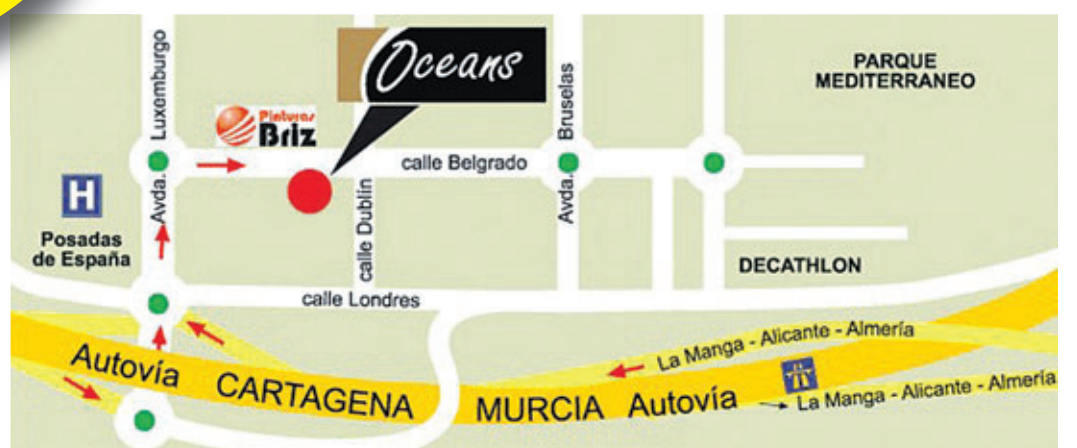 Oceans
PARQUE
MEDITERRANEO
Avda. Luxemburgo
Pinturas
Briz
calle Belgrado
Avda. Bruselas
H
Posadas
de España
calle Dublín
DECATHLON
calle Londres
La Manga - Alicante - Almería
Autovía CARTAGENA MURCIA Autovía
La Manga - Alicante - Almería